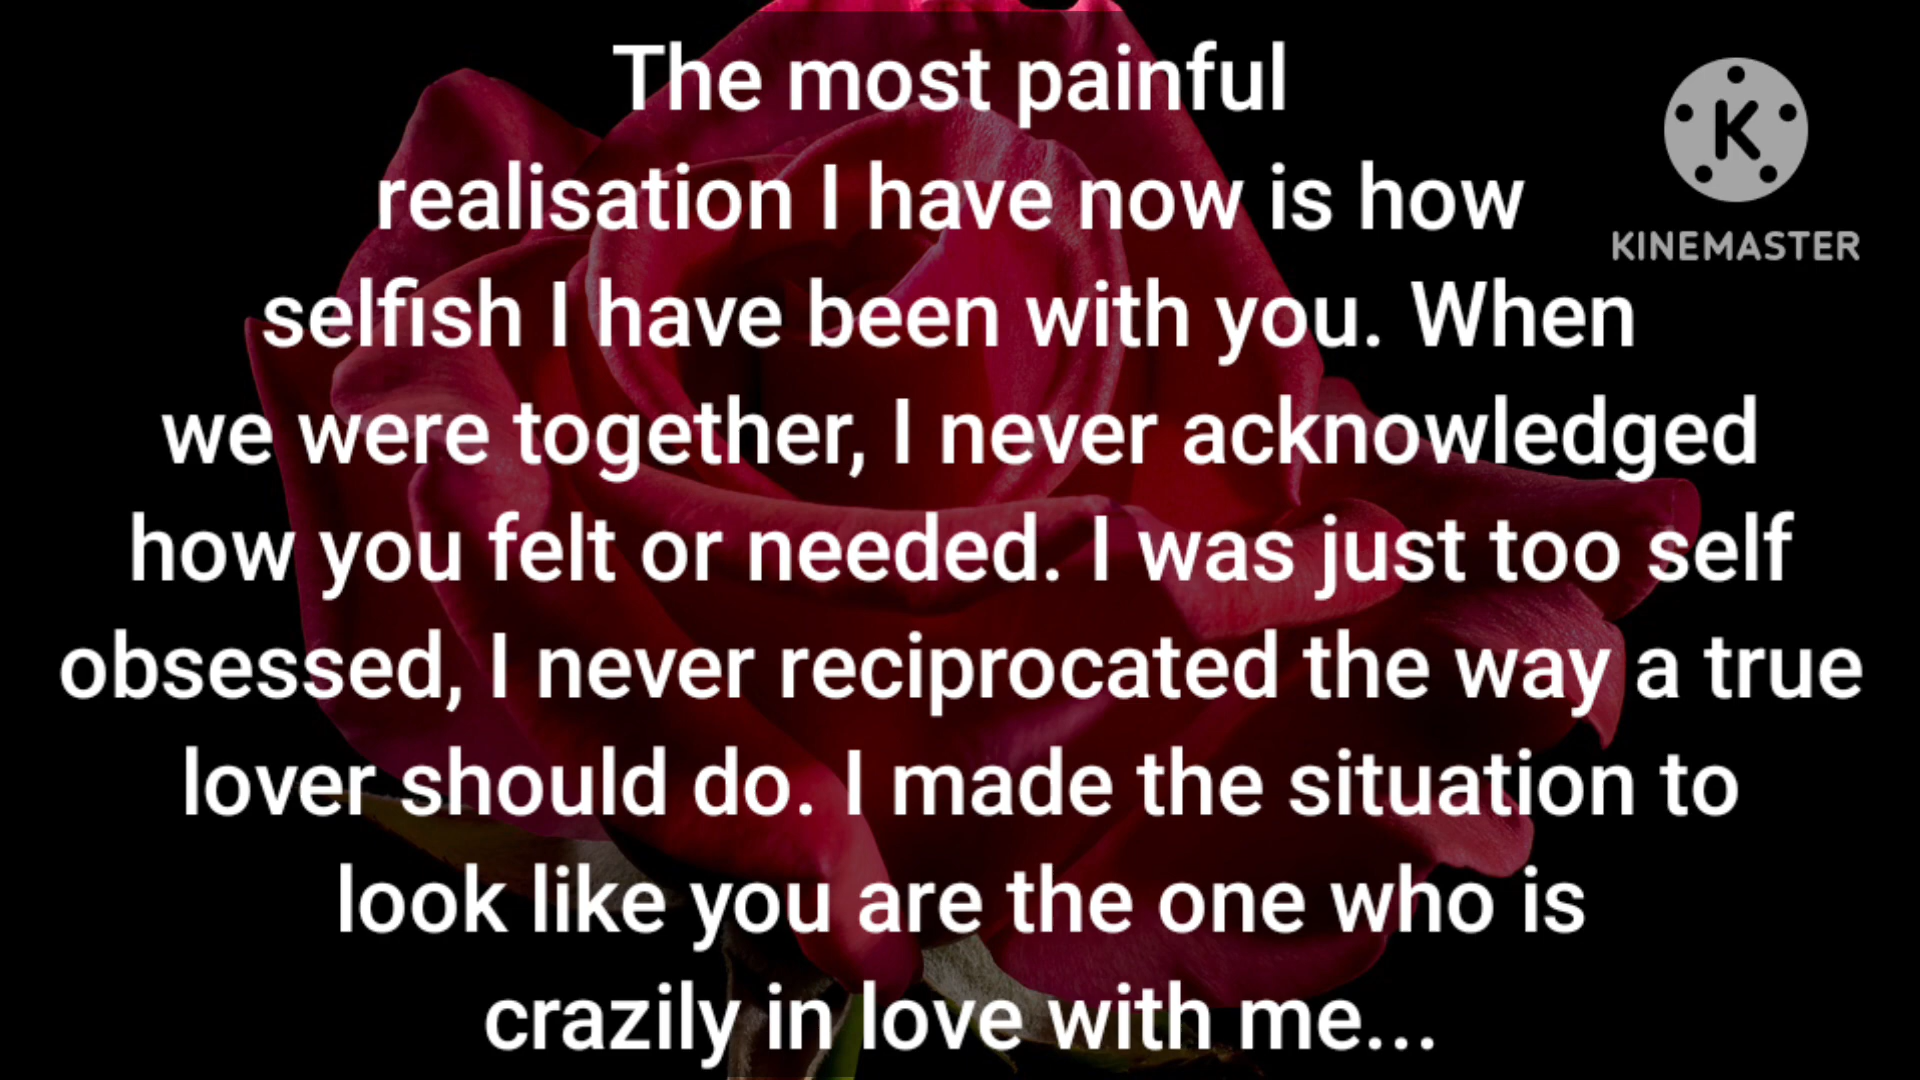 The most painful
realisation I have now is how
selfish I have been with you. When
we were together, I never acknowledged
how you felt or needed. I was just too self
obsessed, I never reciprocated the way a true
lover should do. I made the situation to
look like you are the one who is
crazily in love with me...
K
KINEMASTER